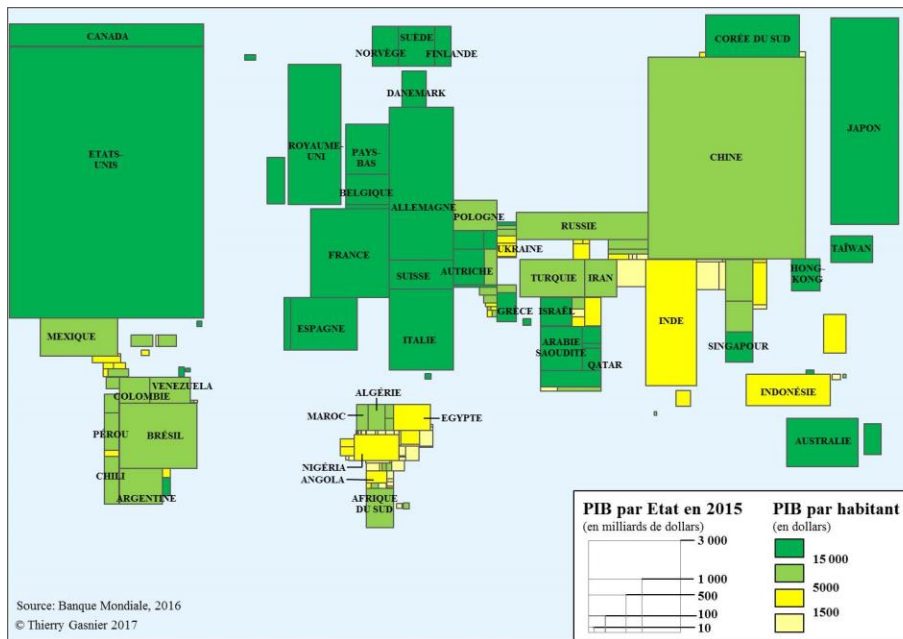 CANADA
ETATS-
UNIS
MEXIQUE
VENEZUELA
COLOMBIE
PÉROU
BRÉSIL
CHILI
ARGENTINE
SUÈDE
NORVÈGE
FINLANDE
DANEMARK
ROYAUME-
UNI
PAYS-
BAS
BELGIQUE
ALLEMAGNE
POLOGNE
FRANCE
SUISSE
AUTRICHE
UKRAINE
ESPAGNE
ITALIE
GRÈCE
RUSSIE
TURQUIE
IRAN
ISRAËL
ARABIE
SAOUDITE
QATAR
CORÉE DU SUD
CHINE
JAPON
TAÏWAN
HONG-
KONG
INDE
SINGAPOUR
INDONÉSIE
AUSTRALIE
ALGÉRIE
MAROC
EGYPTE
NIGÉRIA
ANGOLA
AFRIQUE
DU SUD
PIB par Etat en 2015
(en milliards de dollars)
3 000
1 000
500
100
10
PIB par habitant
(en dollars)
15 000
5000
1500
Source: Banque Mondiale, 2016
© Thierry Gasnier 2017